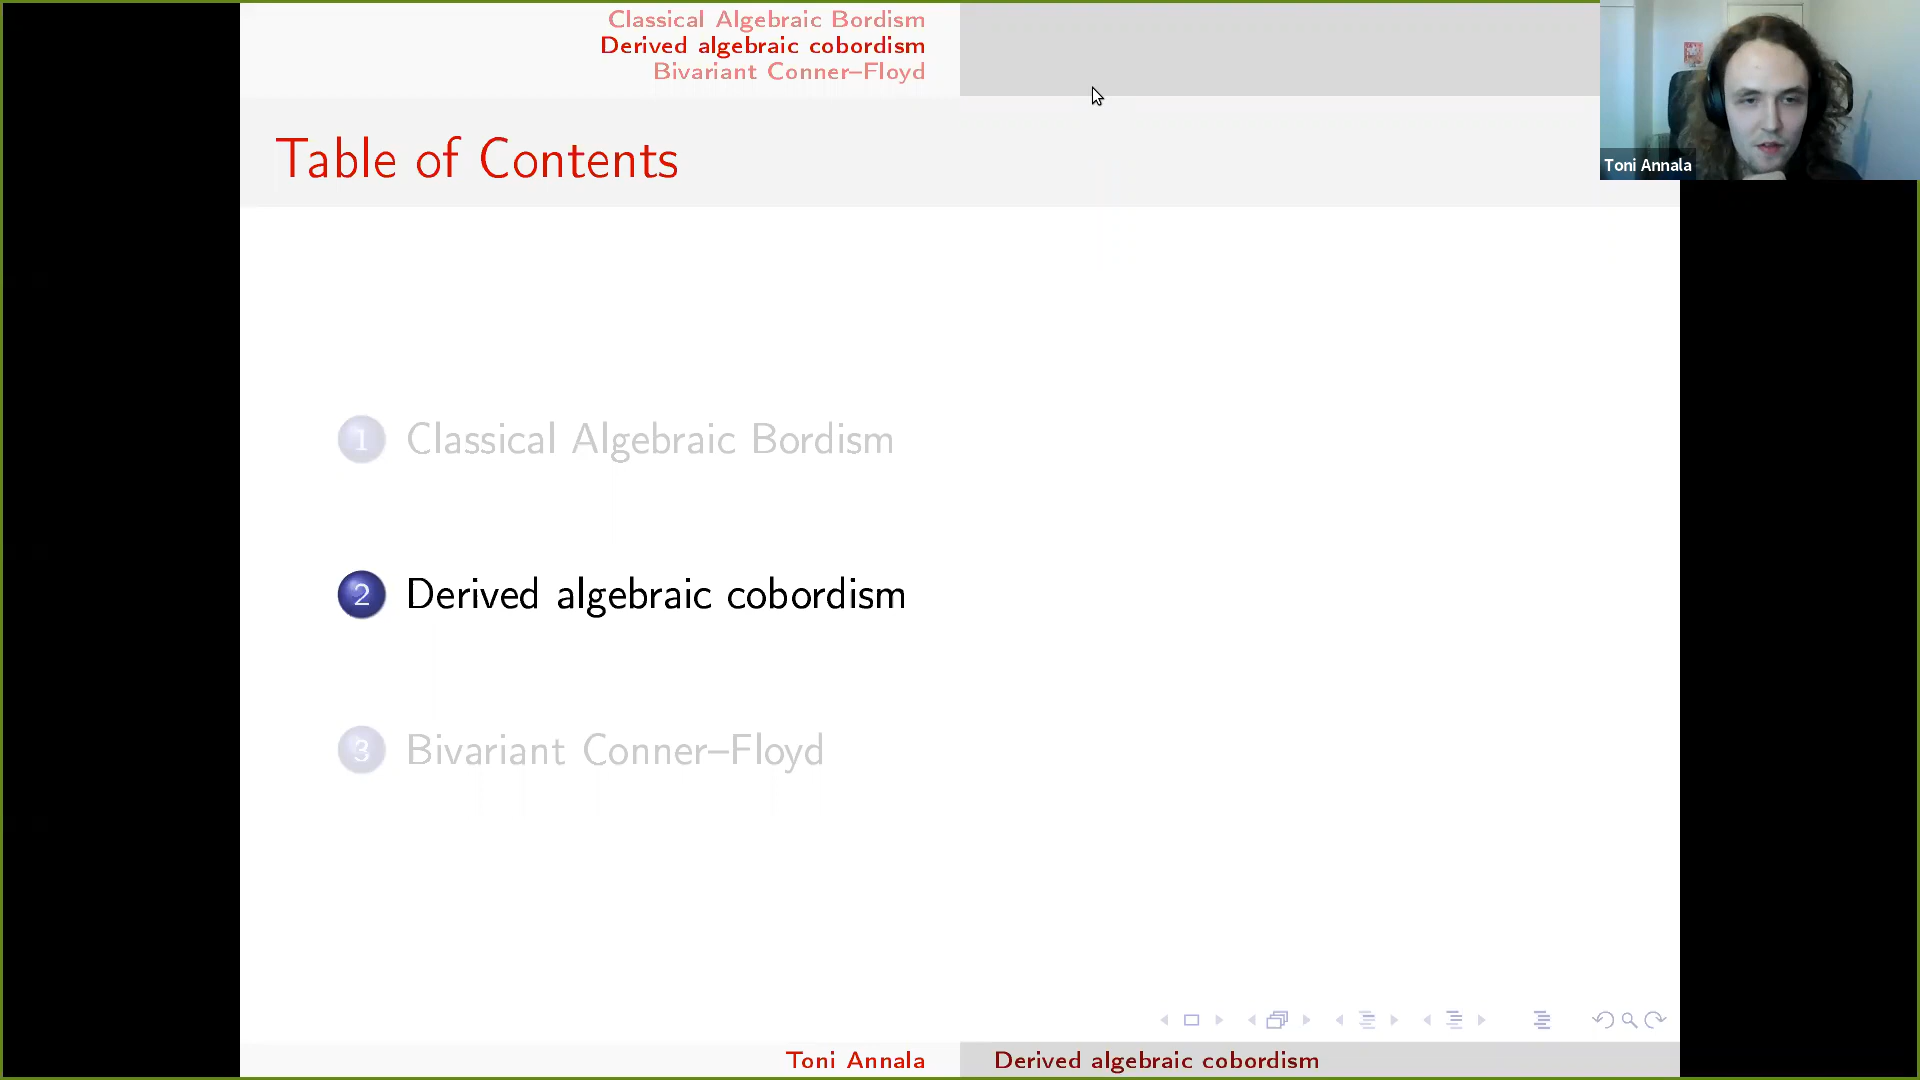 Classical Algebraic Bordism
Derived algebraic cobordism
Bivariant Conner–Floyd
Toni Annala
Table of Contents
1 Classical Algebraic Bordism
2 Derived algebraic cobordism
3 Bivariant Conner–Floyd
Toni Annala
Derived algebraic cobordism